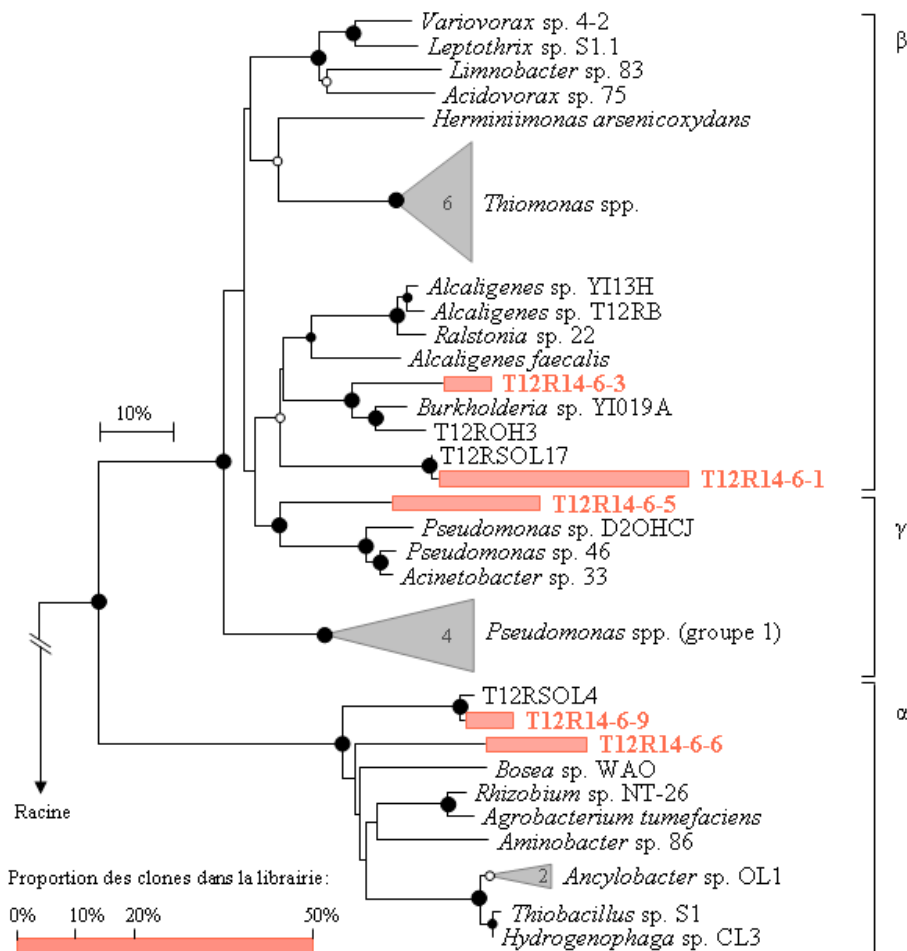 Variovorax sp. 4-2
β
Leptothrix sp. S1.1
Limnobacter sp. 83
Acidovorax sp. 75
Herminiimonas arsenicoxydans
6
Thiomonas spp.
Alcaligenes sp. YI13H
Alcaligenes sp. T12RB
Ralstonia sp. 22
Alcaligenes faecalis
T12R14-6-3
10%
Burkholderia sp. YI019A
T12ROH3
T12RSOL17
T12R14-6-1
T12R14-6-5
γ
Pseudomonas sp. D2OHCJ
Pseudomonas sp. 46
Acinetobacter sp. 33
4
Pseudomonas spp. (groupe 1)
T12RSOL4
α
T12R14-6-9
T12R14-6-6
Bosea sp. WAO
Rhizobium sp. NT-26
Racine
Agrobacterium tumefaciens
Aminobacter sp. 86
Proportion des clones dans la librairie:
2
Ancylobacter sp. OL1
0% 10% 20% 50%
Thiobacillus sp. S1
Hydrogenophaga sp. CL3